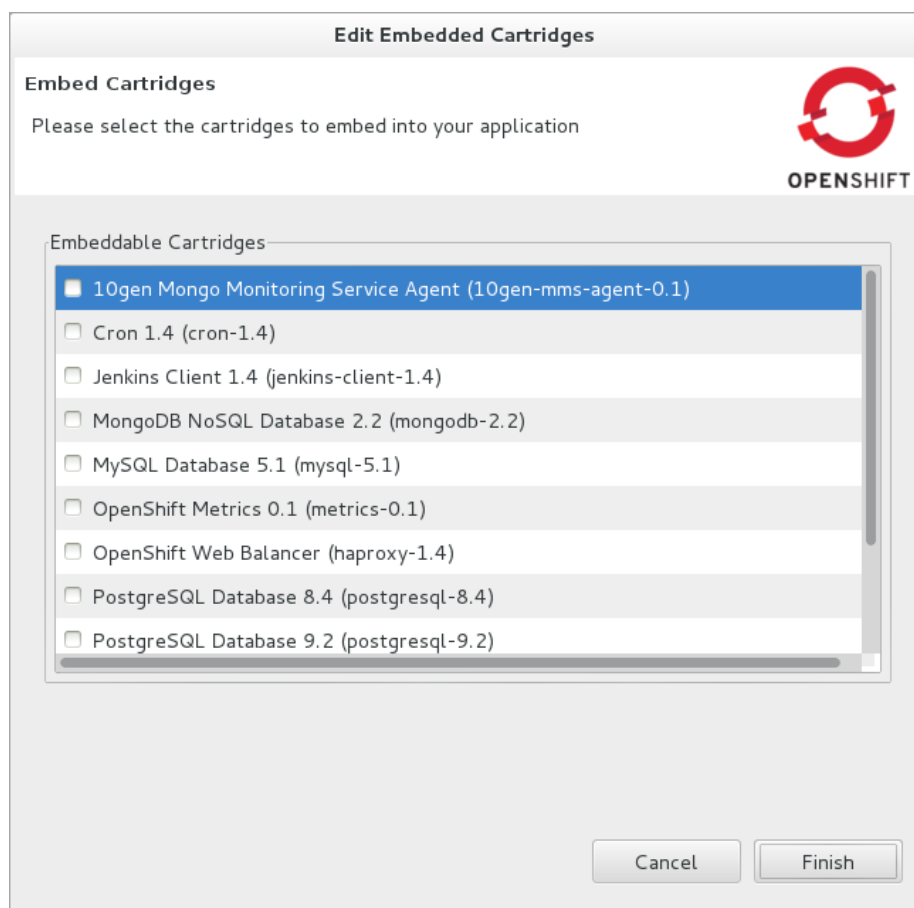 Edit Embedded Cartridges
Embed Cartridges
Please select the cartridges to embed into your application
OPENSHIFT
Embeddable Cartridges
10gen Mongo Monitoring Service Agent (10gen-mms-agent-0.1)
Cron 1.4 (cron-1.4)
Jenkins Client 1.4 (jenkins-client-1.4)
MongoDB NoSQL Database 2.2 (mongodb-2.2)
MySQL Database 5.1 (mysql-5.1)
OpenShift Metrics 0.1 (metrics-0.1)
OpenShift Web Balancer (haproxy-1.4)
PostgreSQL Database 8.4 (postgresql-8.4)
PostgreSQL Database 9.2 (postgresql-9.2)
Cancel
Finish